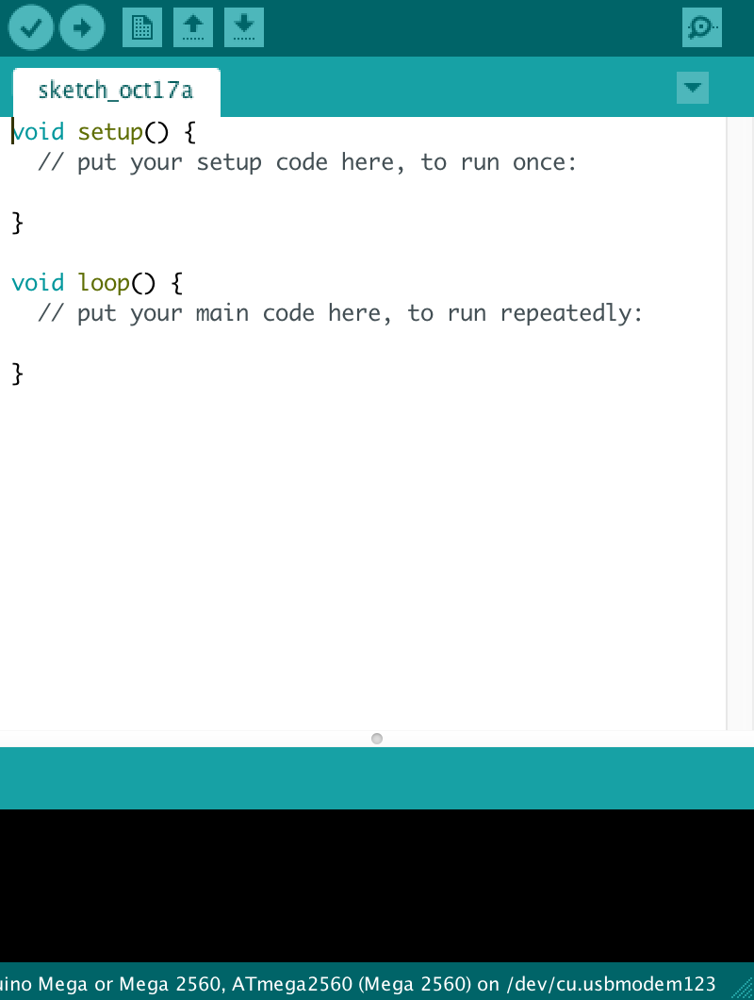 sketch_oct17a
void setup() {
  // put your setup code here, to run once:
}
void loop() {
  // put your main code here, to run repeatedly:
}
uino Mega or Mega 2560, ATmega2560 (Mega 2560) on /dev/cu.usbmodem123